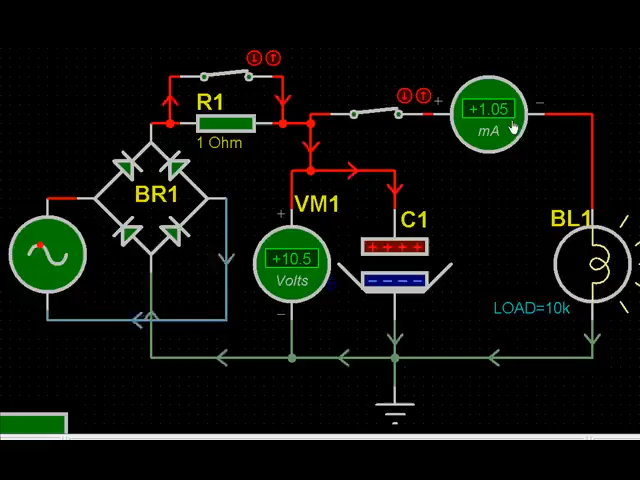 R1
1 Ohm
+
+1.05
mA
−
BR1
VM1
+
+10.5
Volts
−
C1
++++
−−−−
BL1
LOAD=10k